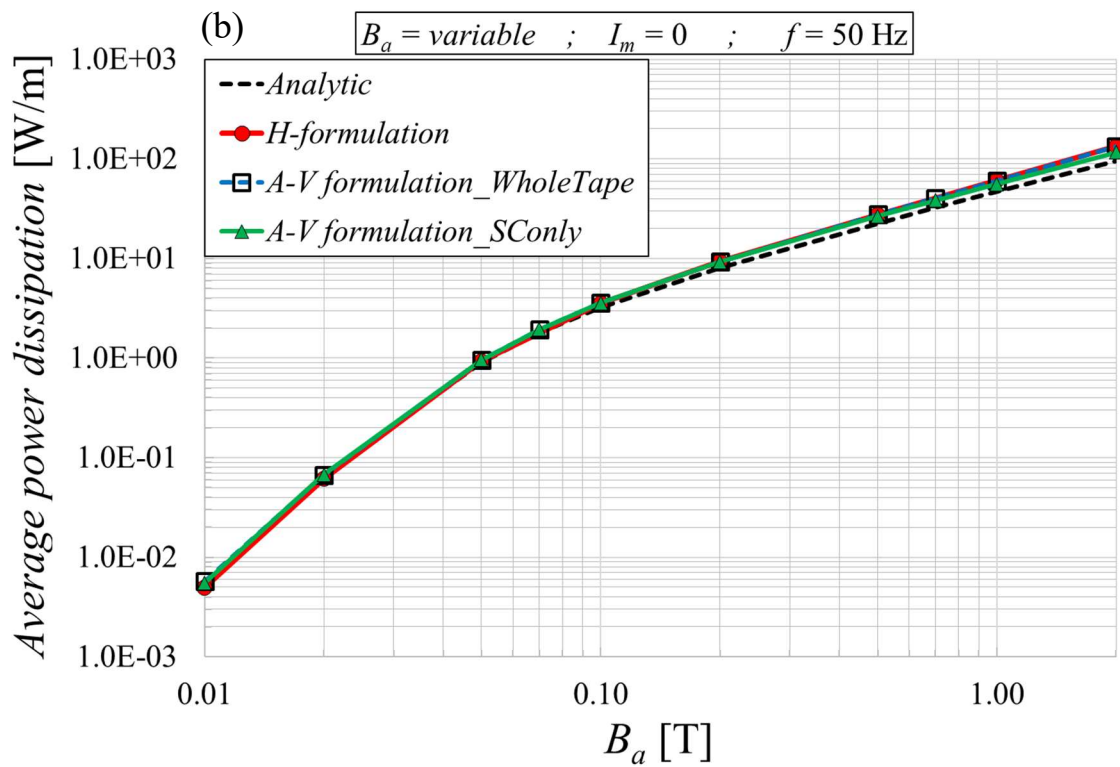 (b)
B_a = variable ; I_m = 0 ; f = 50 Hz
1.0E+03
1.0E+02
1.0E+01
1.0E+00
1.0E-01
1.0E-02
1.0E-03
Average power dissipation [W/m]
Analytic
H-formulation
A-V formulation_WholeTape
A-V formulation_SConly
0.01
0.10
1.00
B_a [T]